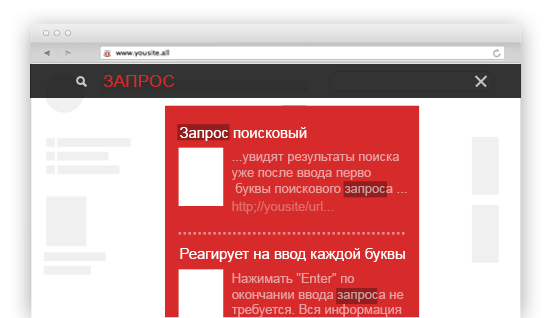 www.yousite.all
ЗАПРОС
Запрос поисковый
...увидят результаты поиска
уже после ввода перво
буквы поискового запроса ...
http;//yousite/url...
Реагирует на ввод каждой буквы
Нажимать "Enter" по
окончании ввода запроса не
требуется. Вся информация